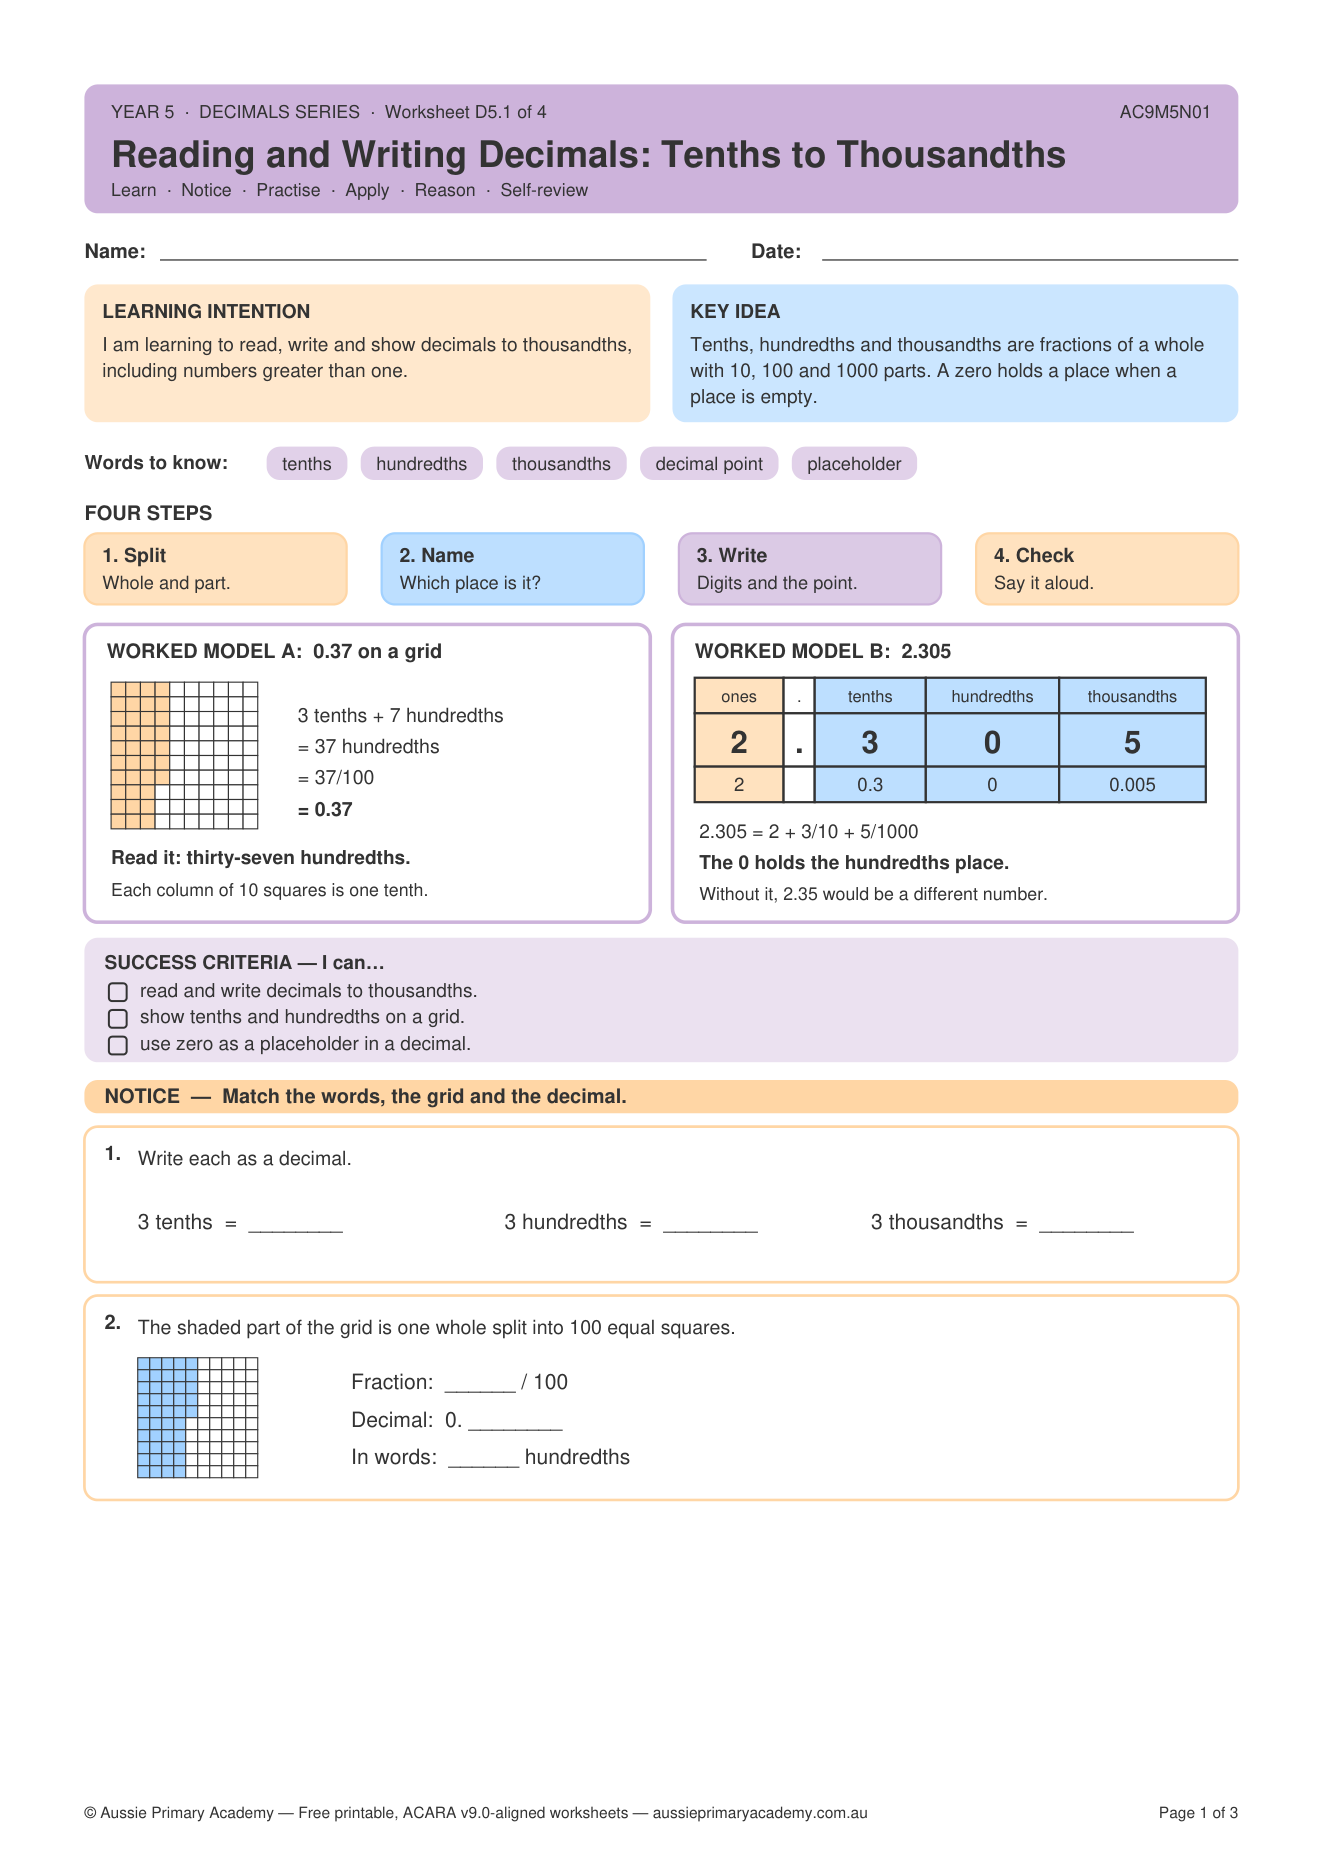 YEAR 5 · DECIMALS SERIES · Worksheet D5.1 of 4 AC9M5N01
Reading and Writing Decimals: Tenths to Thousandths
Learn · Notice · Practise · Apply · Reason · Self-review
Name: Date:
LEARNING INTENTION
I am learning to read, write and show decimals to thousandths,
including numbers greater than one.
KEY IDEA
Tenths, hundredths and thousandths are fractions of a whole
with 10, 100 and 1000 parts. A zero holds a place when a
place is empty.
Words to know: tenths hundredths thousandths decimal point placeholder
FOUR STEPS
1. Split
Whole and part.
2. Name
Which place is it?
3. Write
Digits and the point.
4. Check
Say it aloud.
WORKED MODEL A: 0.37 on a grid
3 tenths + 7 hundredths
= 37 hundredths
= 37/100
= 0.37
Read it: thirty-seven hundredths.
Each column of 10 squares is one tenth.
WORKED MODEL B: 2.305
ones . tenths hundredths thousandths
2 . 3 0 5
2 0.3 0 0.005
2.305 = 2 + 3/10 + 5/1000
The 0 holds the hundredths place.
Without it, 2.35 would be a different number.
SUCCESS CRITERIA — I can…
read and write decimals to thousandths.
show tenths and hundredths on a grid.
use zero as a placeholder in a decimal.
NOTICE — Match the words, the grid and the decimal.
1. Write each as a decimal.
3 tenths = ________ 3 hundredths = ________ 3 thousandths = ________
2. The shaded part of the grid is one whole split into 100 equal squares.
Fraction: ______ / 100
Decimal: 0. ________
In words: ______ hundredths
© Aussie Primary Academy — Free printable, ACARA v9.0-aligned worksheets — aussieprimaryacademy.com.au Page 1 of 3